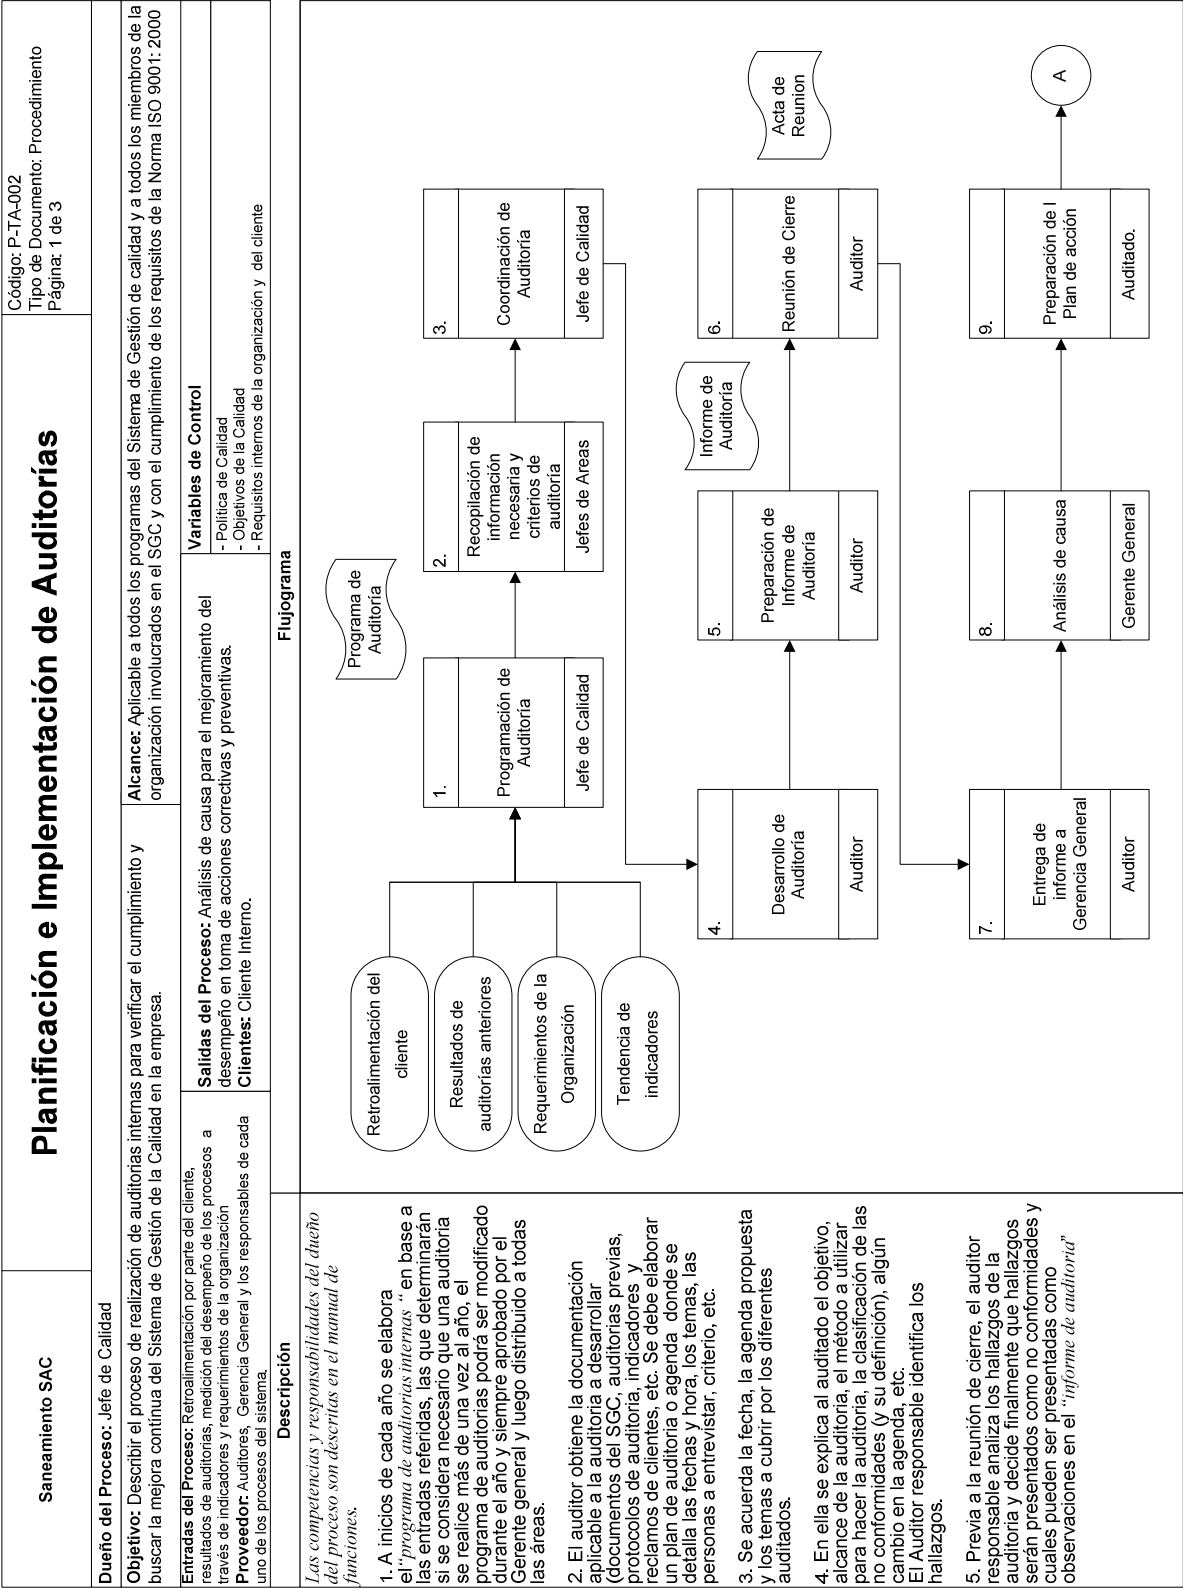 Saneamiento SAC
Planificación e Implementación de Auditorías
Código: P-TA-002
Tipo de Documento: Procedimiento
Página: 1 de 3
Dueño del Proceso: Jefe de Calidad
Objetivo: Describir el proceso de realización de auditorias internas para verificar el cumplimiento y
buscar la mejora contínua del Sistema de Gestión de la Calidad en la empresa.
Alcance: Aplicable a todos los programas del Sistema de Gestión de calidad y a todos los miembros de la
organización involucrados en el SGC y con el cumplimiento de los requisitos de la Norma ISO 9001: 2000
Entradas del Proceso: Retroalimentación por parte del cliente,
resultados de auditorias, medición del desempeño de los procesos a
través de indicadores y requerimientos de la organización
Proveedor: Auditores, Gerencia General y los responsables de cada
uno de los procesos del sistema.
Salidas del Proceso: Análisis de causa para el mejoramiento del
desempeño en toma de acciones correctivas y preventivas.
Clientes: Cliente Interno.
Variables de Control
- Política de Calidad
- Objetivos de la Calidad
- Requisitos internos de la organización y del cliente
Descripción
Las competencias y responsabilidades del dueño
del proceso son descritas en el manual de
funciones.
1. A inicios de cada año se elabora
el“programa de auditorias internas “ en base a
las entradas referidas, las que determinarán
si se considera necesario que una auditoria
se realice más de una vez al año, el
programa de auditorias podrá ser modificado
durante el año y siempre aprobado por el
Gerente general y luego distribuido a todas
las áreas.
2. El auditor obtiene la documentación
aplicable a la auditoria a desarrollar
(documentos del SGC, auditorias previas,
protocolos de auditoria, indicadores y
reclamos de clientes, etc. Se debe elaborar
un plan de auditoria o agenda donde se
detalla las fechas y hora, los temas, las
personas a entrevistar, criterio, etc.
3. Se acuerda la fecha, la agenda propuesta
y los temas a cubrir por los diferentes
auditados.
4. En ella se explica al auditado el objetivo,
alcance de la auditoria, el método a utilizar
para hacer la auditoria, la clasificación de las
no conformidades (y su definición), algún
cambio en la agenda, etc.
El Auditor responsable identifica los
hallazgos.
5. Previa a la reunión de cierre, el auditor
responsable analiza los hallazgos de la
auditoria y decide finalmente que hallazgos
serán presentados como no conformidades y
cuales pueden ser presentadas como
observaciones en el “informe de auditoria”
Flujograma
Retroalimentación del
cliente
Resultados de
auditorías anteriores
Requerimientos de la
Organización
Tendencia de
indicadores
Programa de
Auditoría
1.
Programación de
Auditoría
Jefe de Calidad
2.
Recopilación de
información
necesaria y
criterios de
auditoría
Jefes de Areas
3.
Coordinación de
Auditoría
Jefe de Calidad
4.
Desarrollo de
Auditoría
Auditor
5.
Preparación de
Informe de
Auditoría
Auditor
Informe de
Auditoría
6.
Reunión de Cierre
Auditor
Acta de
Reunion
7.
Entrega de
informe a
Gerencia General
Auditor
8.
Análisis de causa
Gerente General
9.
Preparación de l
Plan de acción
Auditado.
A